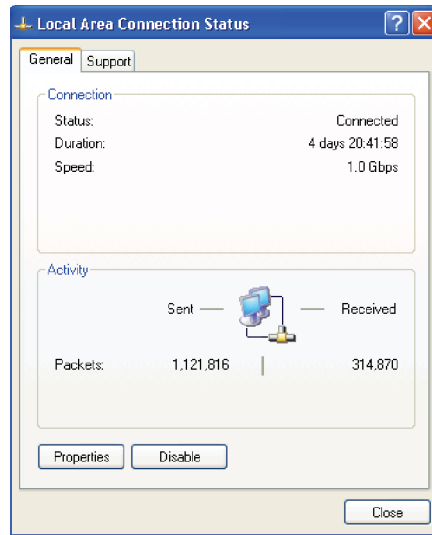 Local Area Connection Status
General Support
Connection
Status: Connected
Duration: 4 days 20:41:58
Speed: 1.0 Gbps
Activity
Sent — — Received
Packets: 1,121,816 | 314,870
Properties Disable
Close